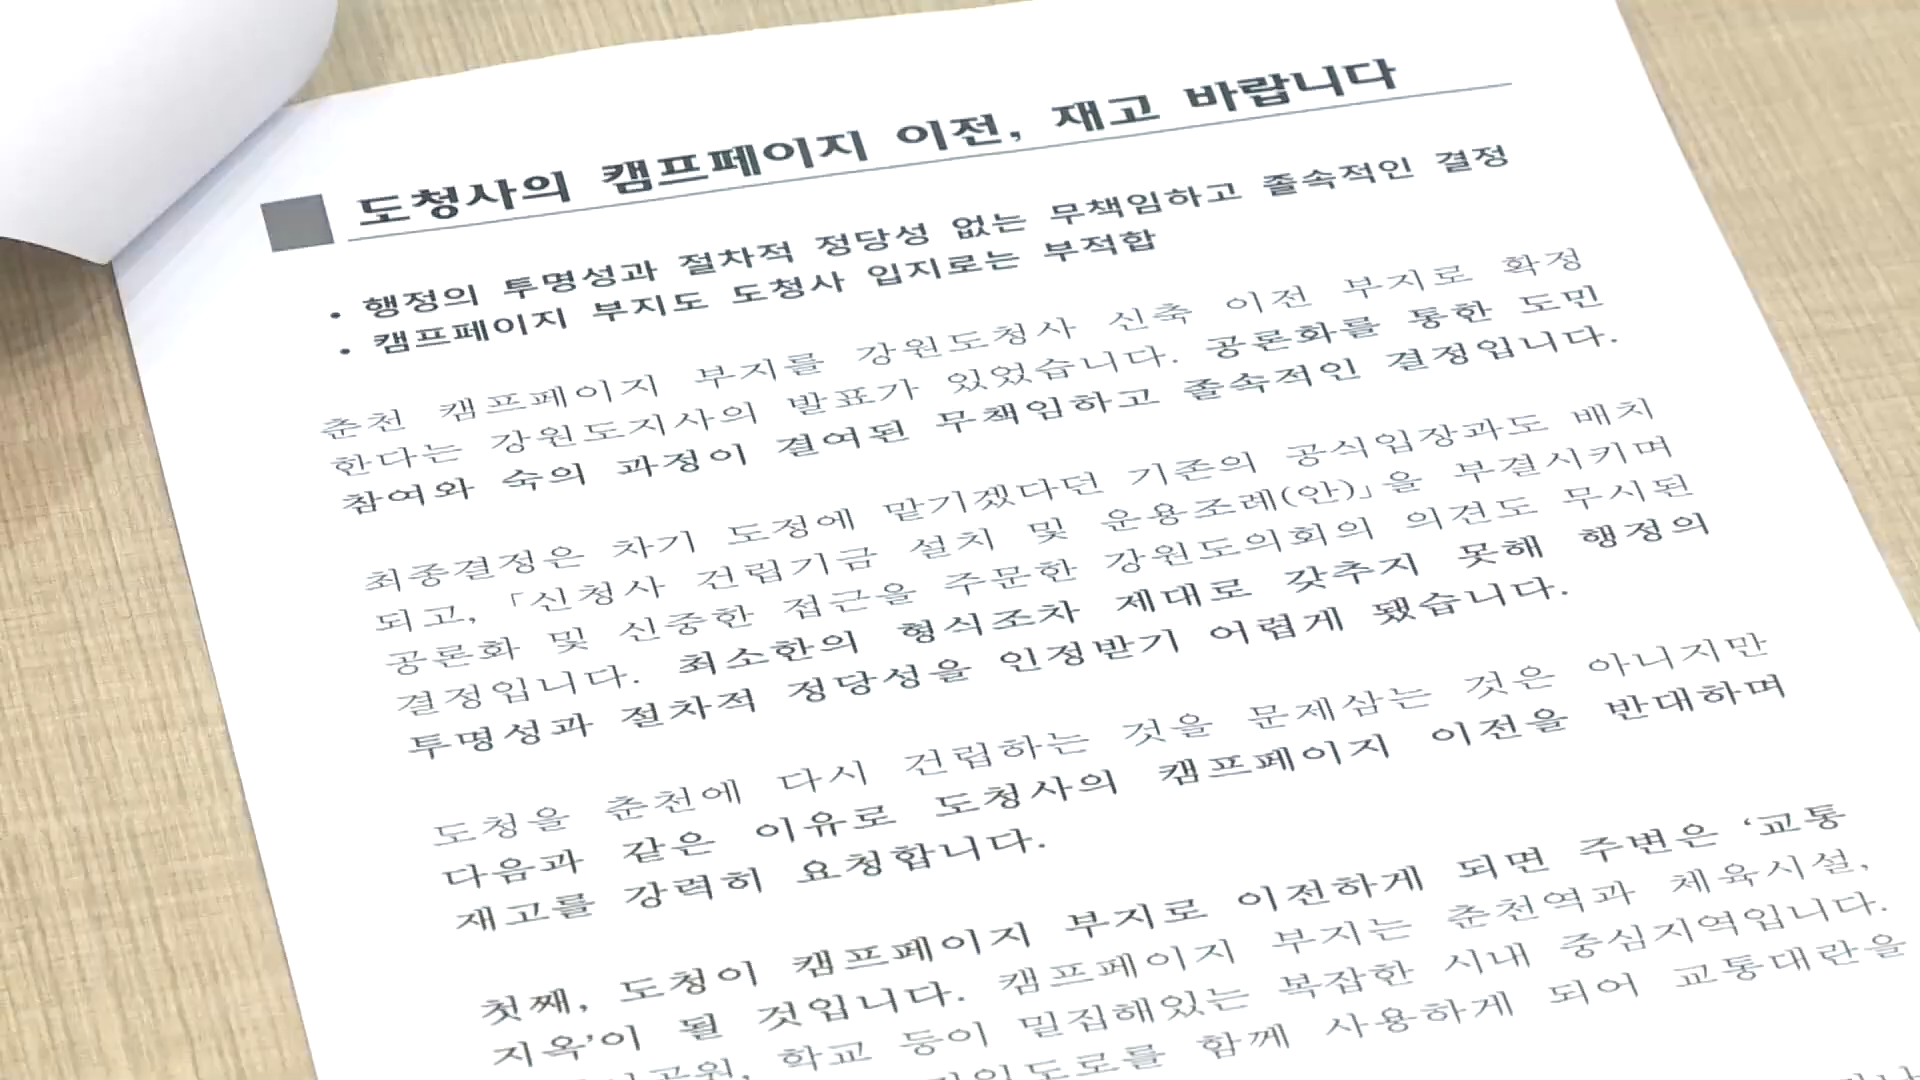 도청사의 캠프페이지 이전, 재고 바랍니다
• 행정의 투명성과 절차적 정당성 없는 무책임하고 졸속적인 결정
• 캠프페이지 부지도 도청사 입지로는 부적합
춘천 캠프페이지 부지를 강원도청사 신축 이전 부지로 확정
한다는 강원도지사의 발표가 있었습니다. 공론화를 통한 도민
참여와 숙의 과정이 결여된 무책임하고 졸속적인 결정입니다.
최종결정은 차기 도정에 맡기겠다던 기존의 공식입장과도 배치
되고, 「신청사 건립기금 설치 및 운용조례(안)」을 부결시키며
공론화 및 신중한 접근을 주문한 강원도의회의 의견도 무시된
결정입니다. 최소한의 형식조차 제대로 갖추지 못해 행정의
투명성과 절차적 정당성을 인정받기 어렵게 됐습니다.
도청을 춘천에 다시 건립하는 것을 문제삼는 것은 아니지만
다음과 같은 이유로 도청사의 캠프페이지 이전을 반대하며
재고를 강력히 요청합니다.
첫째, 도청이 캠프페이지 부지로 이전하게 되면 주변은 ‘교통
지옥’이 될 것입니다. 캠프페이지 부지는 춘천역과 체육시설,
학교 등이 밀집해있는 복잡한 시내 중심지역입니다.
함께 사용하게 되어 교통대란을